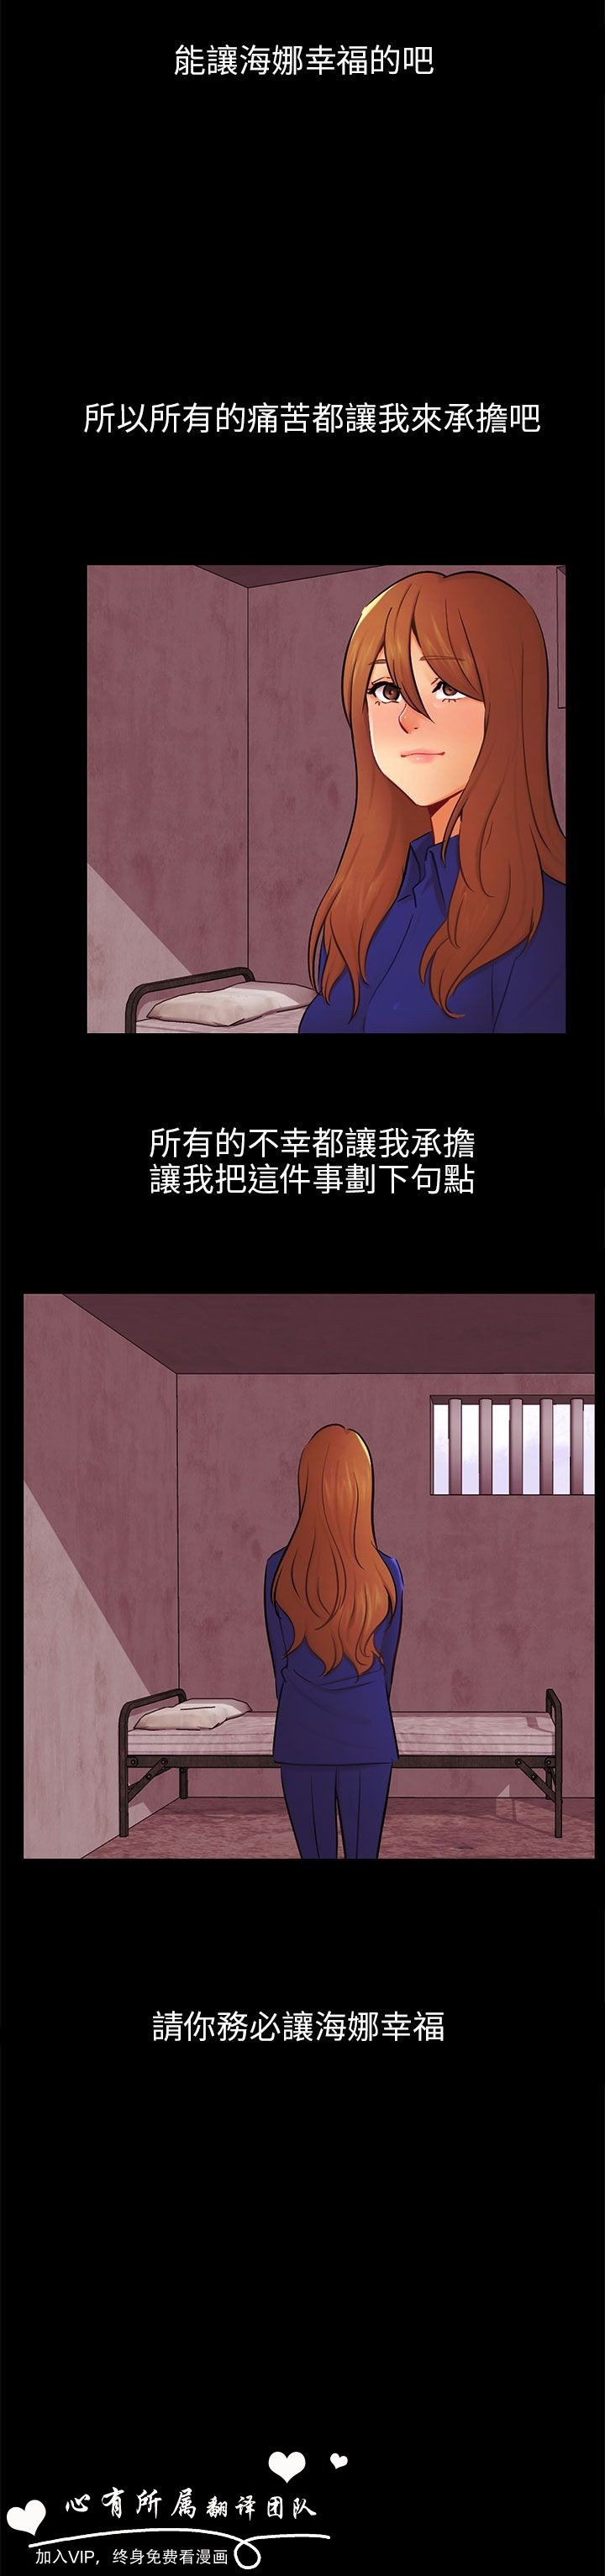 能讓海娜幸福的吧
所以所有的痛苦都讓我來承擔吧
所有的不幸都讓我承擔
讓我把這件事劃下句點
請你務必讓海娜幸福
心有所属翻译团队
加入VIP，终身免费看漫画